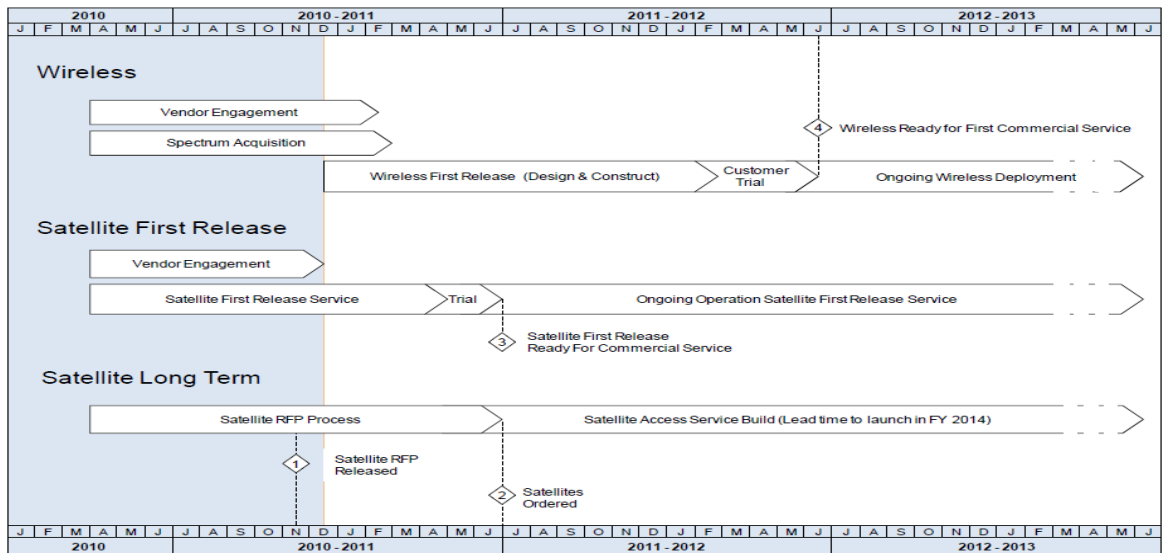 2010 2010 - 2011 2011 - 2012 2012 - 2013
J F M A M J J A S O N D J F M A M J J A S O N D J F M A M J J A S O N D J F M A M J
Wireless
Vendor Engagement
Spectrum Acquisition
4 Wireless Ready for First Commercial Service
Wireless First Release (Design & Construct)
Customer
Trial
Ongoing Wireless Deployment
Satellite First Release
Vendor Engagement
Satellite First Release Service
Trial
Ongoing Operation Satellite First Release Service
3
Satellite First Release
Ready For Commercial Service
Satellite Long Term
Satellite RFP Process
Satellite Access Service Build (Lead time to launch in FY 2014)
1
Satellite RFP
Released
2
Satellites
Ordered
J F M A M J J A S O N D J F M A M J J A S O N D J F M A M J J A S O N D J F M A M J
2010 2010 - 2011 2011 - 2012 2012 - 2013